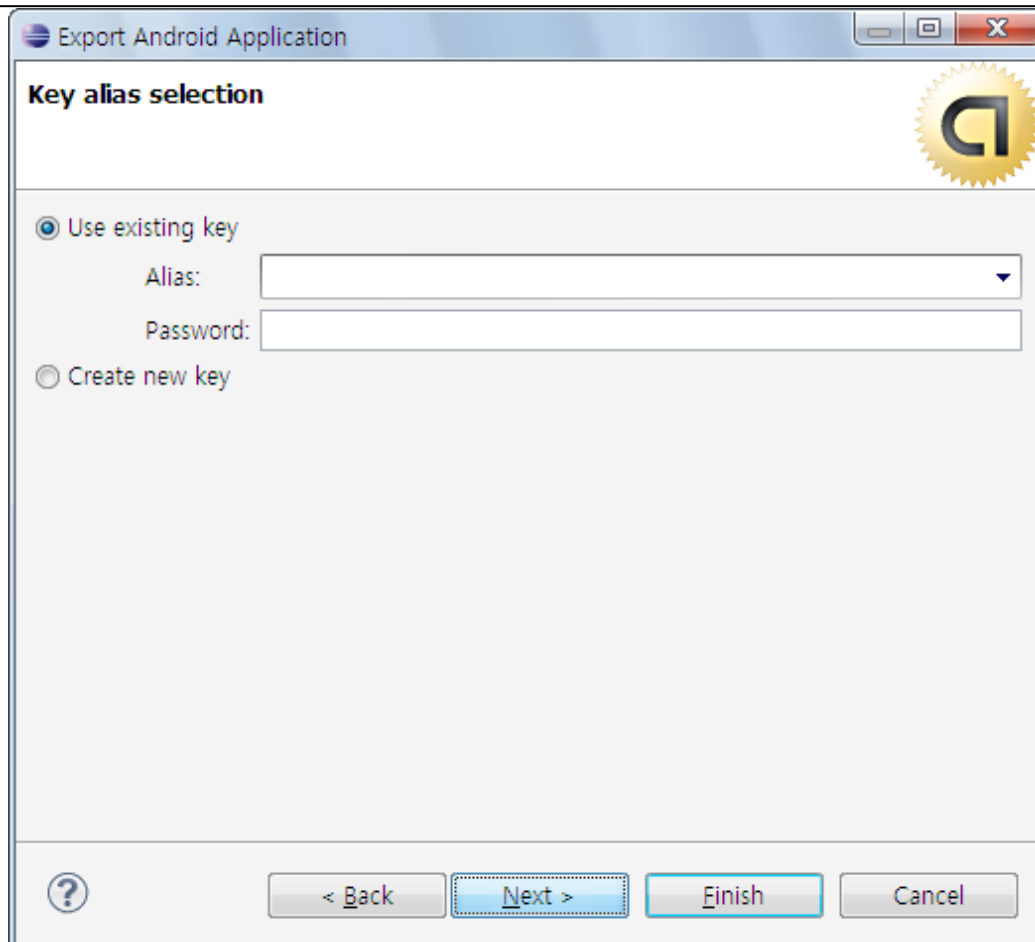 Export Android Application
Key alias selection
Use existing key
Alias:
Password:
Create new key
?
< Back
Next >
Finish
Cancel